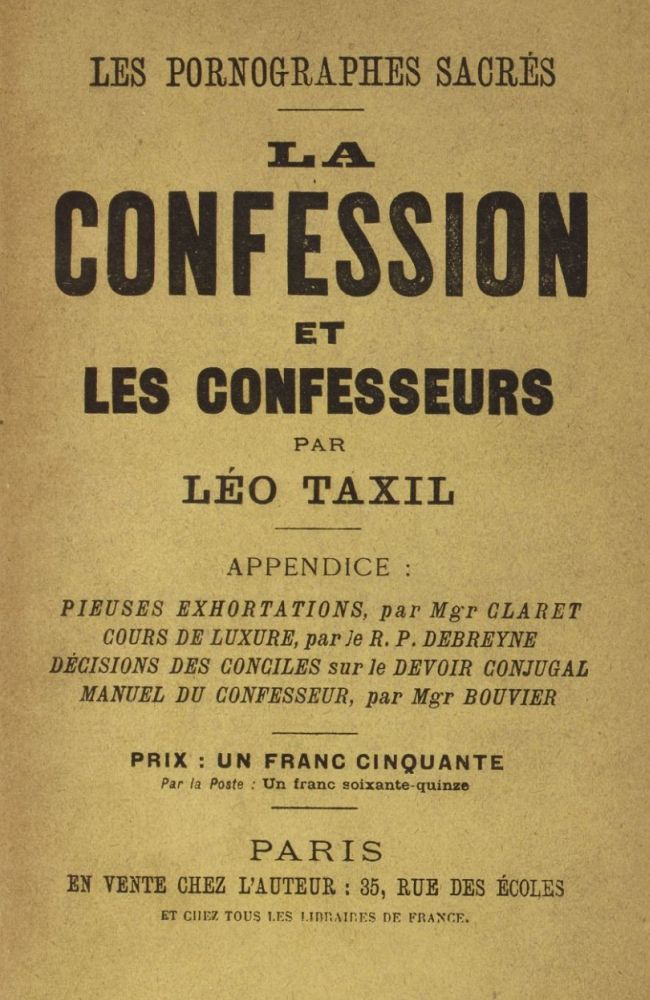 LES PORNOGRAPHES SACRÉS
LA
CONFESSION
ET
LES CONFESSEURS
PAR
LÉO TAXIL
APPENDICE :
PIEUSES EXHORTATIONS, par Mgr CLARET
COURS DE LUXURE, par le R. P. DEBREYNE
DÉCISIONS DES CONCILES sur le DEVOIR CONJUGAL
MANUEL DU CONFESSEUR, par Mgr BOUVIER
PRIX : UN FRANC CINQUANTE
Par la Poste : Un franc soixante-quinze
PARIS
EN VENTE CHEZ L'AUTEUR : 35, RUE DES ÉCOLES
ET CHEZ TOUS LES LIBRAIRES DE FRANCE.